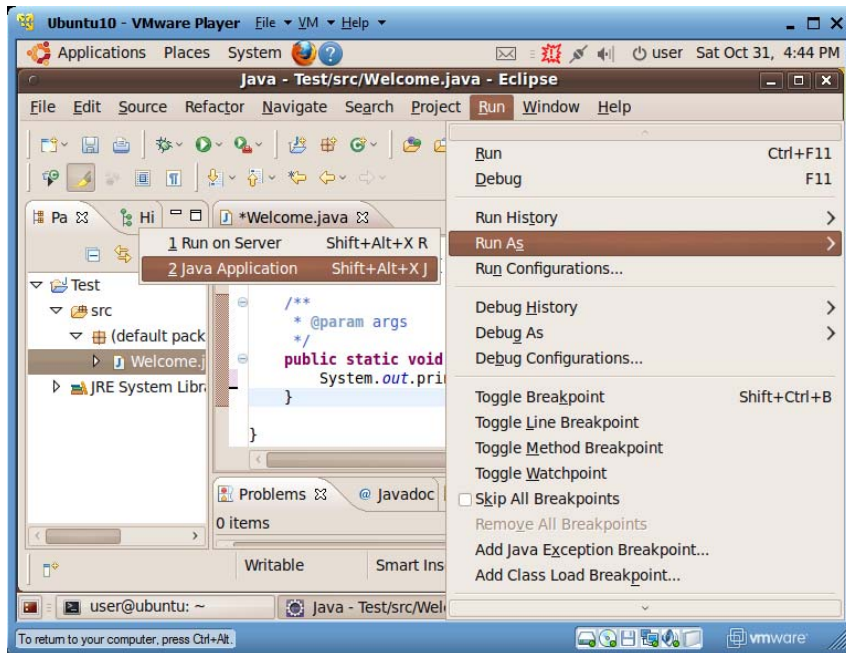 Ubuntu10 - VMware Player File VM Help
Applications Places System user Sat Oct 31, 4:44 PM
Java - Test/src/Welcome.java - Eclipse
File Edit Source Refactor Navigate Search Project Run Window Help
Run Ctrl+F11
Debug F11
Run History
Run As
Run Configurations...
Debug History
Debug As
Debug Configurations...
Toggle Breakpoint Shift+Ctrl+B
Toggle Line Breakpoint
Toggle Method Breakpoint
Toggle Watchpoint
Skip All Breakpoints
Remove All Breakpoints
Add Java Exception Breakpoint...
Add Class Load Breakpoint...
1 Run on Server Shift+Alt+X R
2 Java Application Shift+Alt+X J
Pa Hi
Test
src
(default pack
Welcome.j
JRE System Libr
*Welcome.java
/**
* @param args
*/
public static void
System.out.pri
}
}
Problems @ Javadoc
0 items
Writable Smart Ins
user@ubuntu: ~ Java - Test/src/Wel
To return to your computer, press Ctrl+Alt. vmware